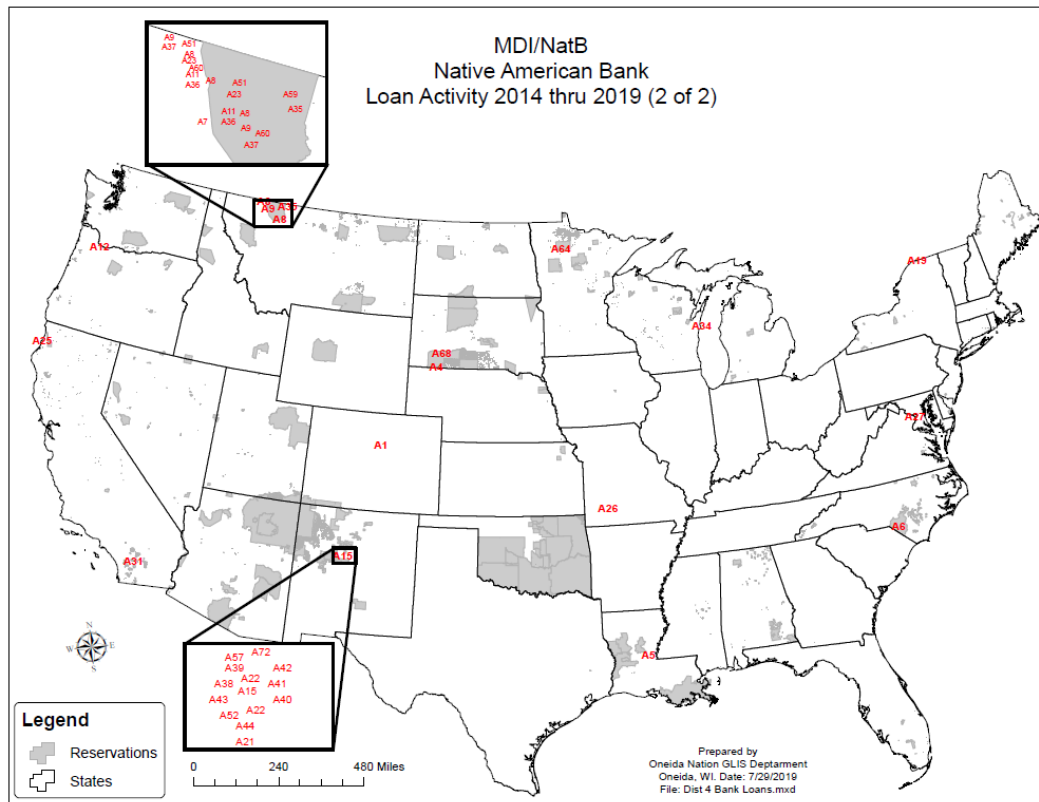 MDI/NatB
Native American Bank
Loan Activity 2014 thru 2019 (2 of 2)
A9
A37
A51
A8
A23
A60
A11
A36
A8
A51
A23
A59
A35
A11
A8
A7
A36
A9
A60
A37
A9
A35
A8
A12
A64
A19
A25
A34
A68
A4
A27
A1
A26
A6
A31
A15
A5
A72
A57
A39
A42
A22
A38
A41
A15
A43
A40
A22
A52
A44
A21
N
W
E
S
Legend
Reservations
States
0 240 480 Miles
Prepared by
Oneida Nation GLIS Deptarment
Oneida, WI. Date: 7/29/2019
File: Dist 4 Bank Loans.mxd